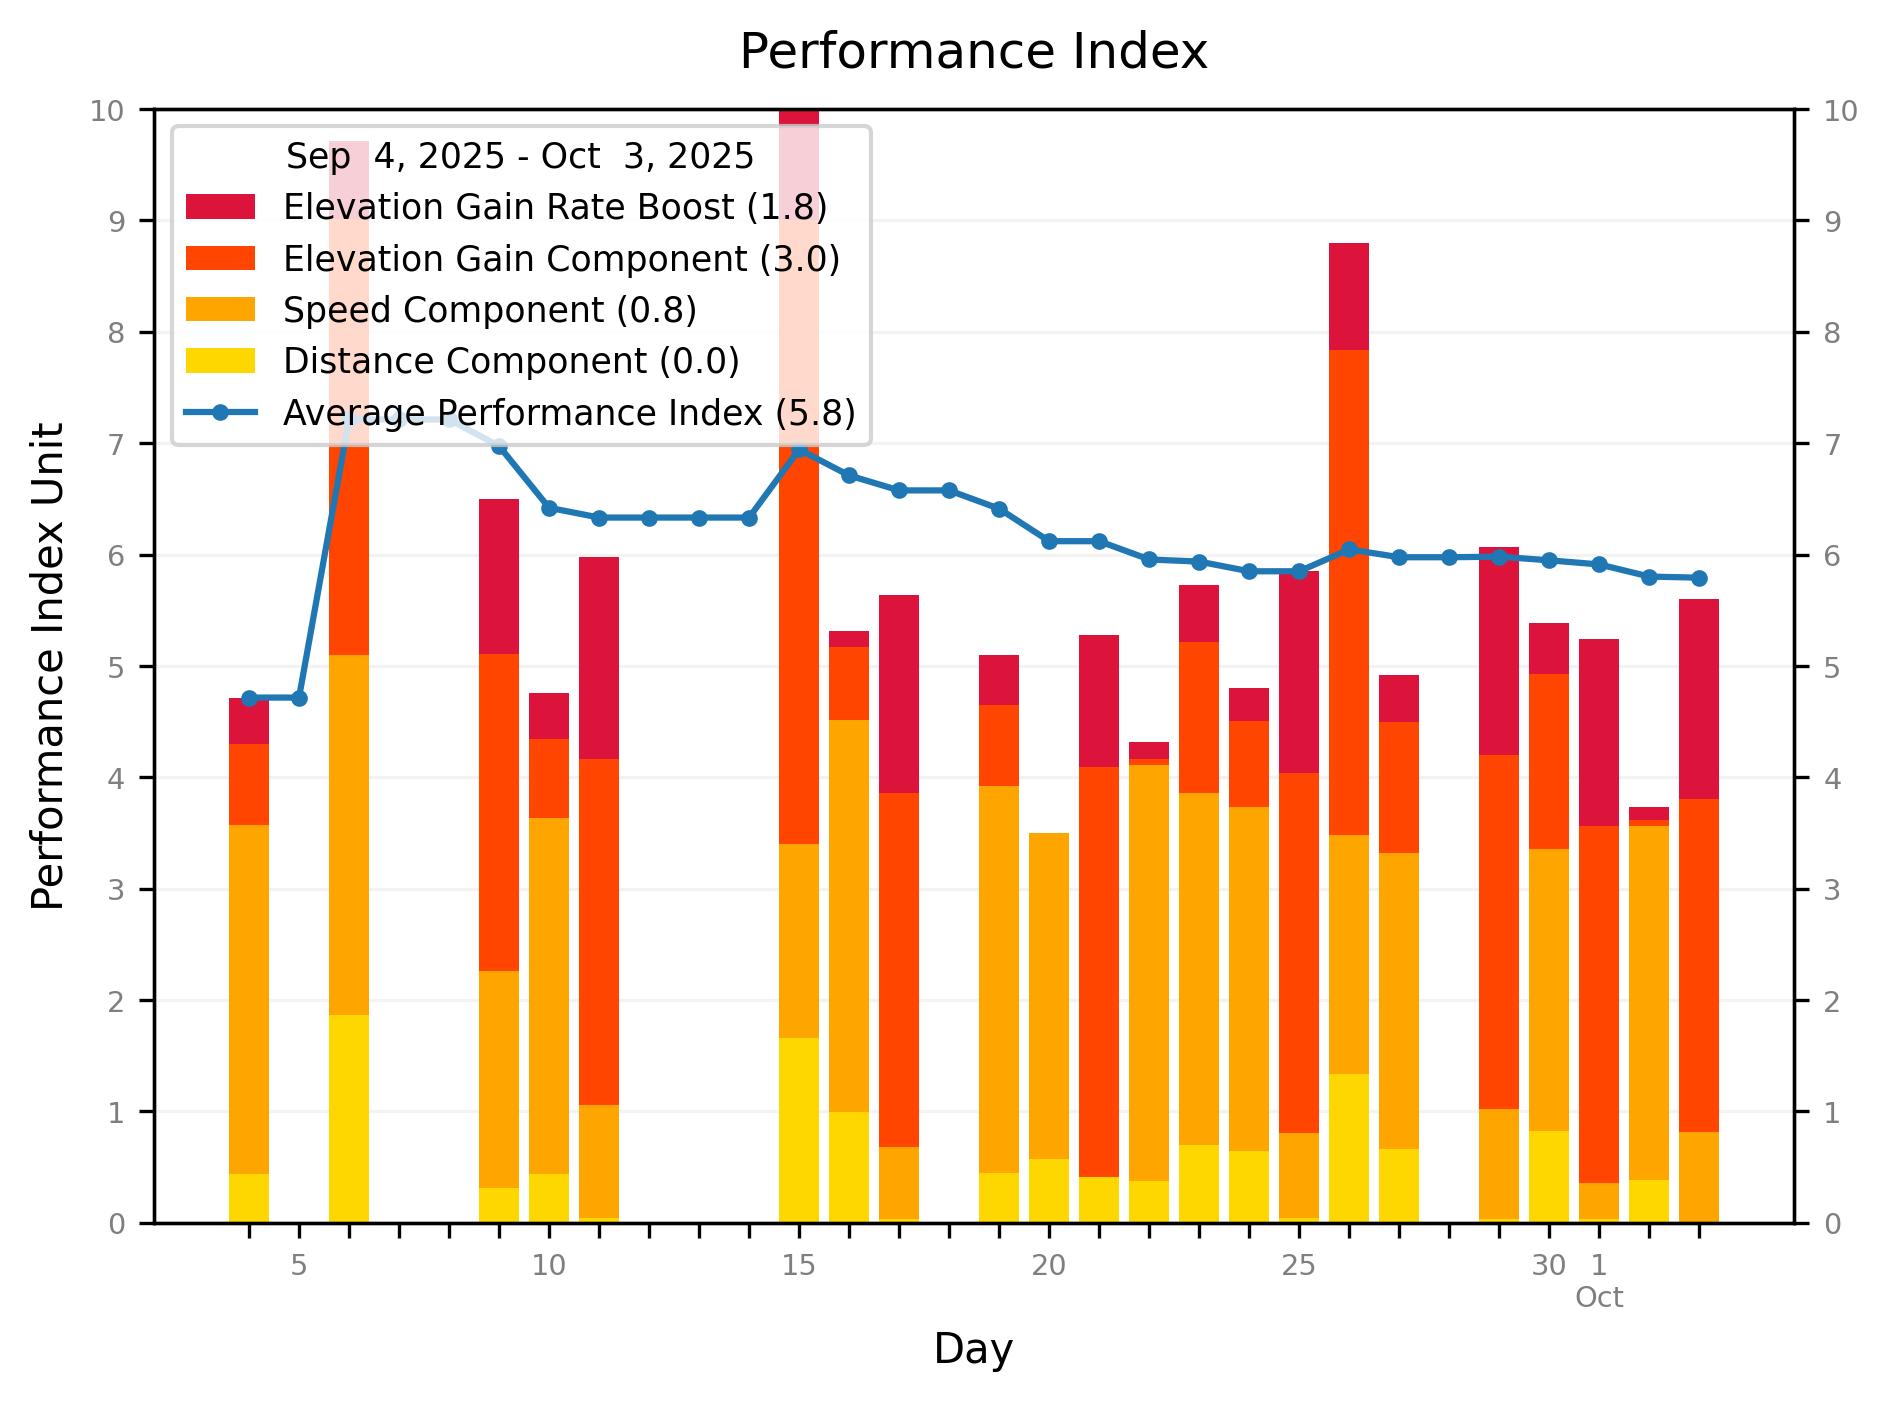 Performance Index
Sep  4, 2025 - Oct  3, 2025
Elevation Gain Rate Boost (1.8)
Elevation Gain Component (3.0)
Speed Component (0.8)
Distance Component (0.0)
Average Performance Index (5.8)
Performance Index Unit
10
9
8
7
6
5
4
3
2
1
0
10
9
8
7
6
5
4
3
2
1
0
5 10 15 20 25 30 1
Oct
Day